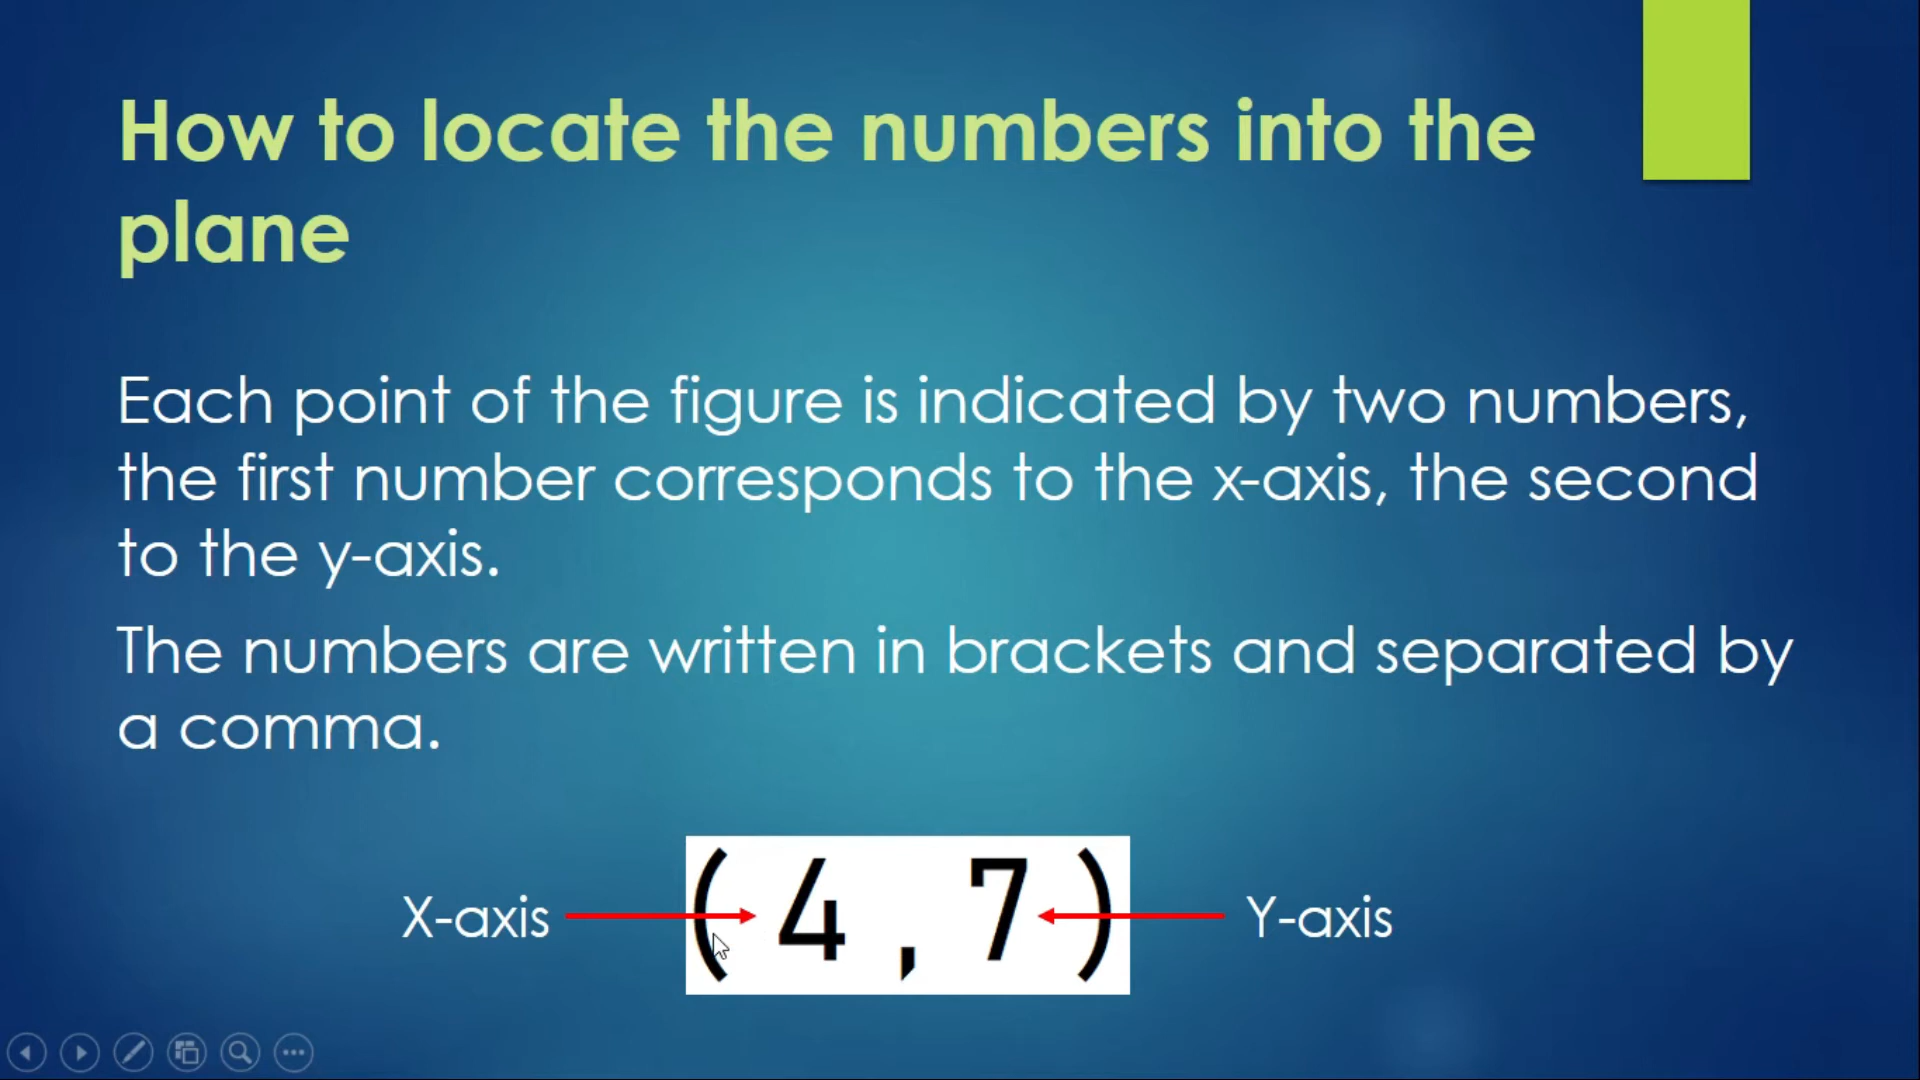 How to locate the numbers into the
plane
Each point of the figure is indicated by two numbers,
the first number corresponds to the x-axis, the second
to the y-axis.
The numbers are written in brackets and separated by
a comma.
X-axis (4 , 7) Y-axis